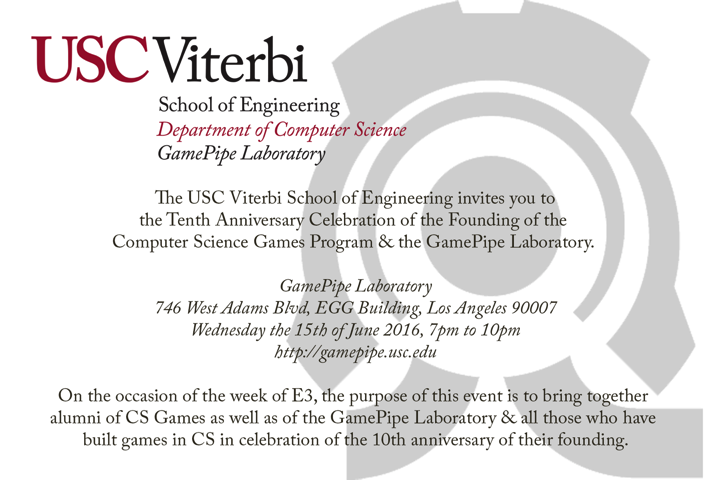 USC Viterbi
School of Engineering
Department of Computer Science
GamePipe Laboratory
The USC Viterbi School of Engineering invites you to
the Tenth Anniversary Celebration of the Founding of the
Computer Science Games Program & the GamePipe Laboratory.
GamePipe Laboratory
746 West Adams Blvd, EGG Building, Los Angeles 90007
Wednesday the 15th of June 2016, 7pm to 10pm
http://gamepipe.usc.edu
On the occasion of the week of E3, the purpose of this event is to bring together
alumni of CS Games as well as of the GamePipe Laboratory & all those who have
built games in CS in celebration of the 10th anniversary of their founding.